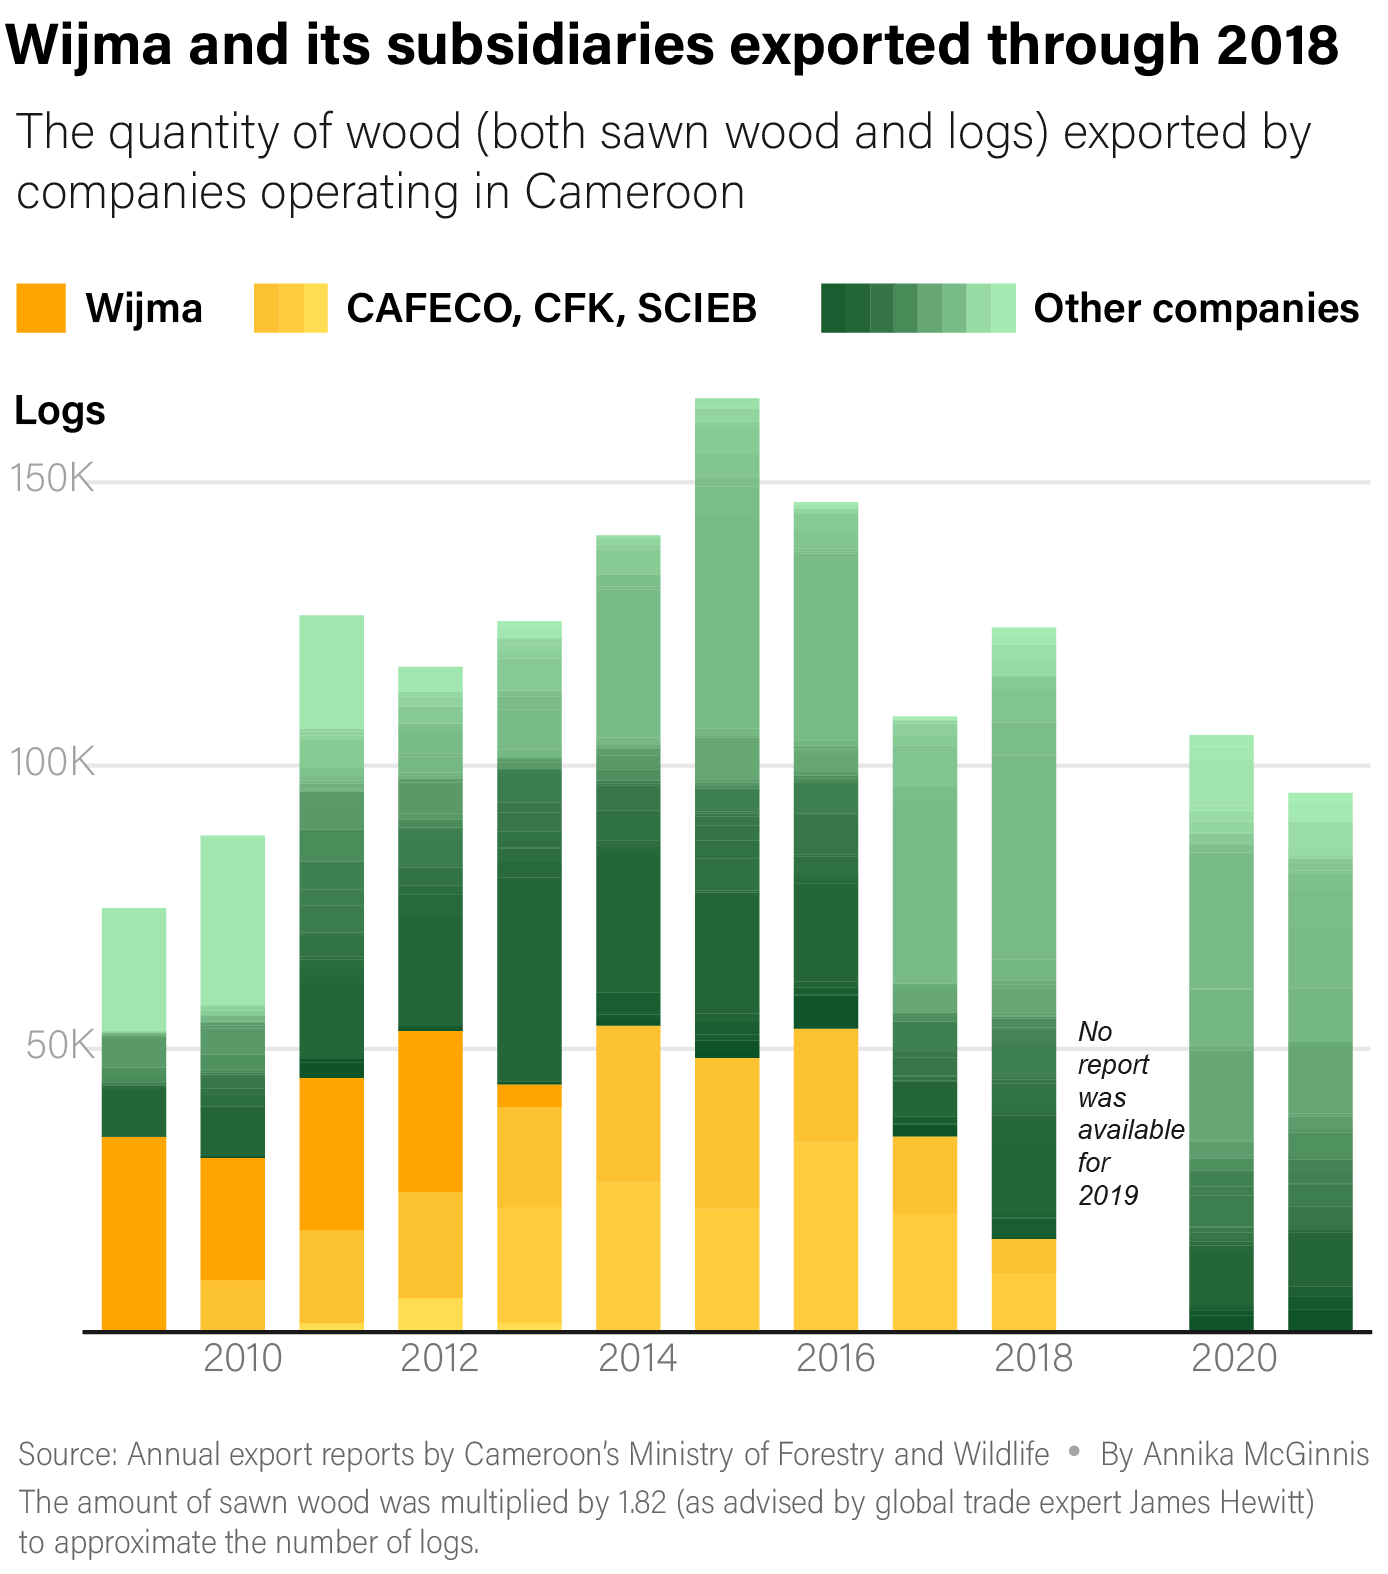 Wijma and its subsidiaries exported through 2018
The quantity of wood (both sawn wood and logs) exported by
companies operating in Cameroon
Wijma
CAFECO, CFK, SCIEB
Other companies
Logs
150K
100K
50K
No
report
was
available
for
2019
2010
2012
2014
2016
2018
2020
Source: Annual export reports by Cameroon’s Ministry of Forestry and Wildlife • By Annika McGinnis
The amount of sawn wood was multiplied by 1.82 (as advised by global trade expert James Hewitt)
to approximate the number of logs.